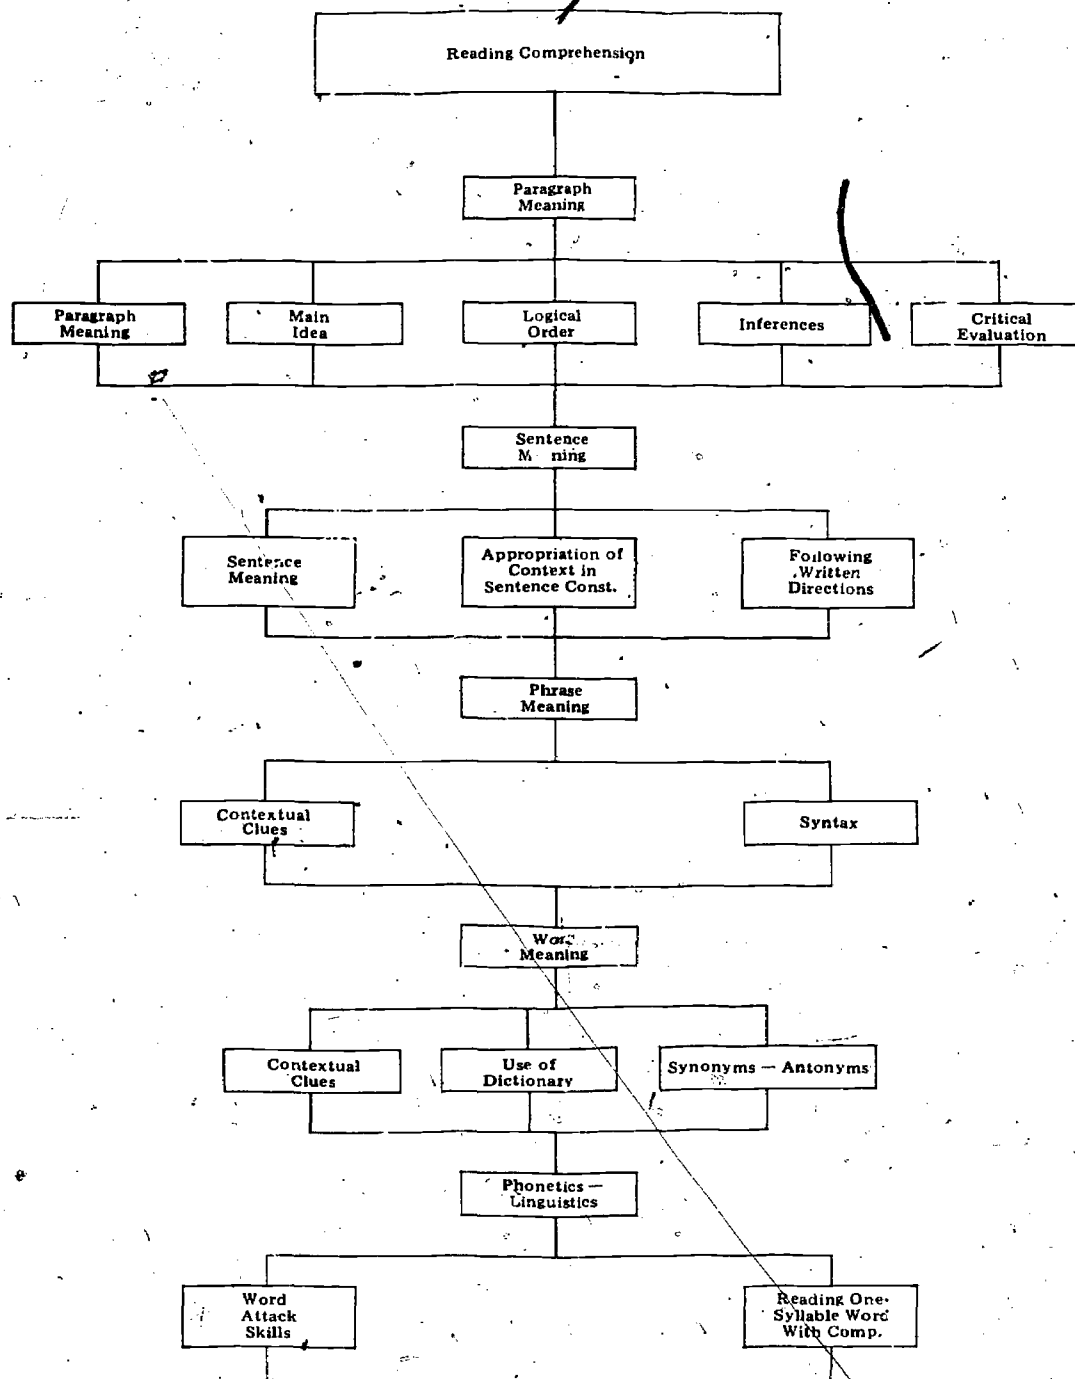 Reading Comprehension
Paragraph
Meaning
Paragraph
Meaning
Main
Idea
Logical
Order
Inferences
Critical
Evaluation
Sentence
M ning
Sentence
Meaning
Appropriation of
Context in
Sentence Const.
Following
Written
Directions
Phrase
Meaning
Contextual
Clues
Syntax
Word
Meaning
Contextual
Clues
Use of
Dictionary
Synonyms — Antonyms
Phonetics —
Linguistics
Word
Attack
Skills
Reading One-
Syllable Word
With Comp.